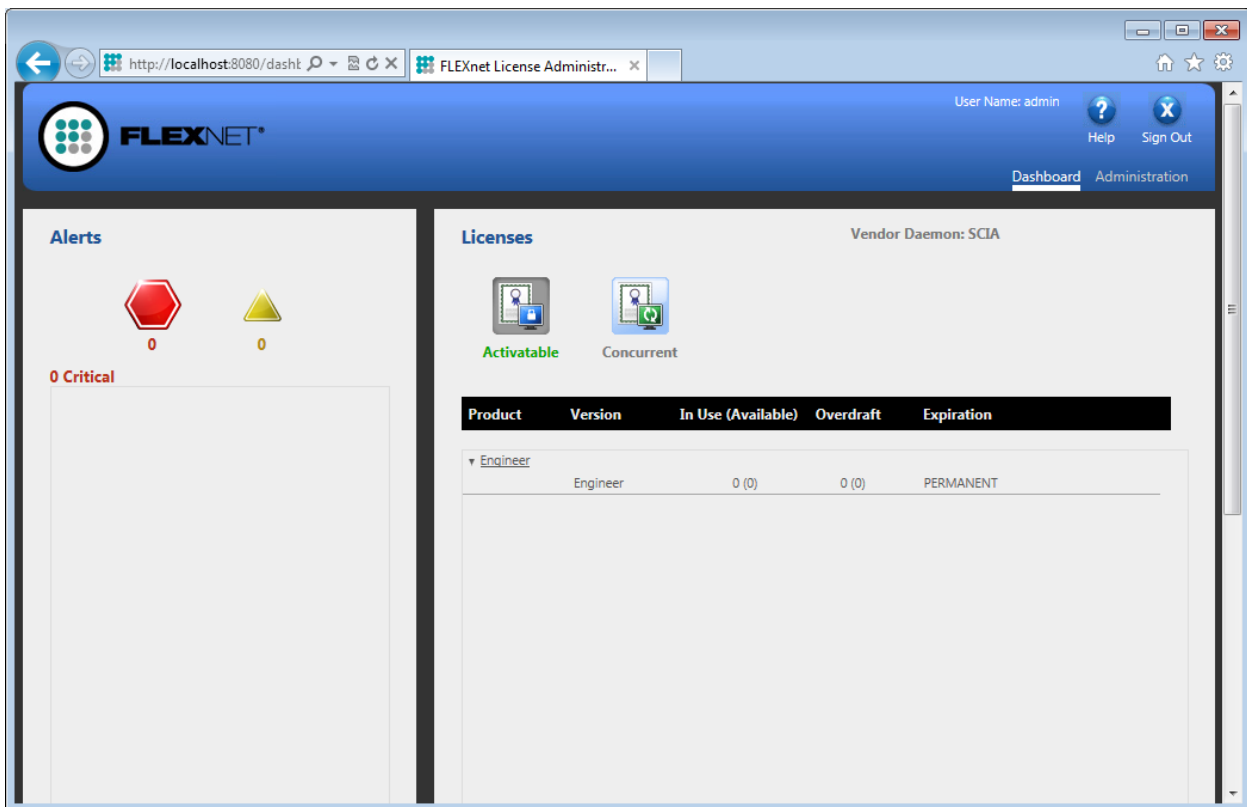 http://localhost:8080/dashb
FLEXnet License Administr...
User Name: admin
FLEXNET
Help
Sign Out
Dashboard
Administration
Alerts
0
0
0 Critical
Licenses
Vendor Daemon: SCIA
Activatable
Concurrent
Product Version In Use (Available) Overdraft Expiration
Engineer
Engineer 0 (0) 0 (0) PERMANENT